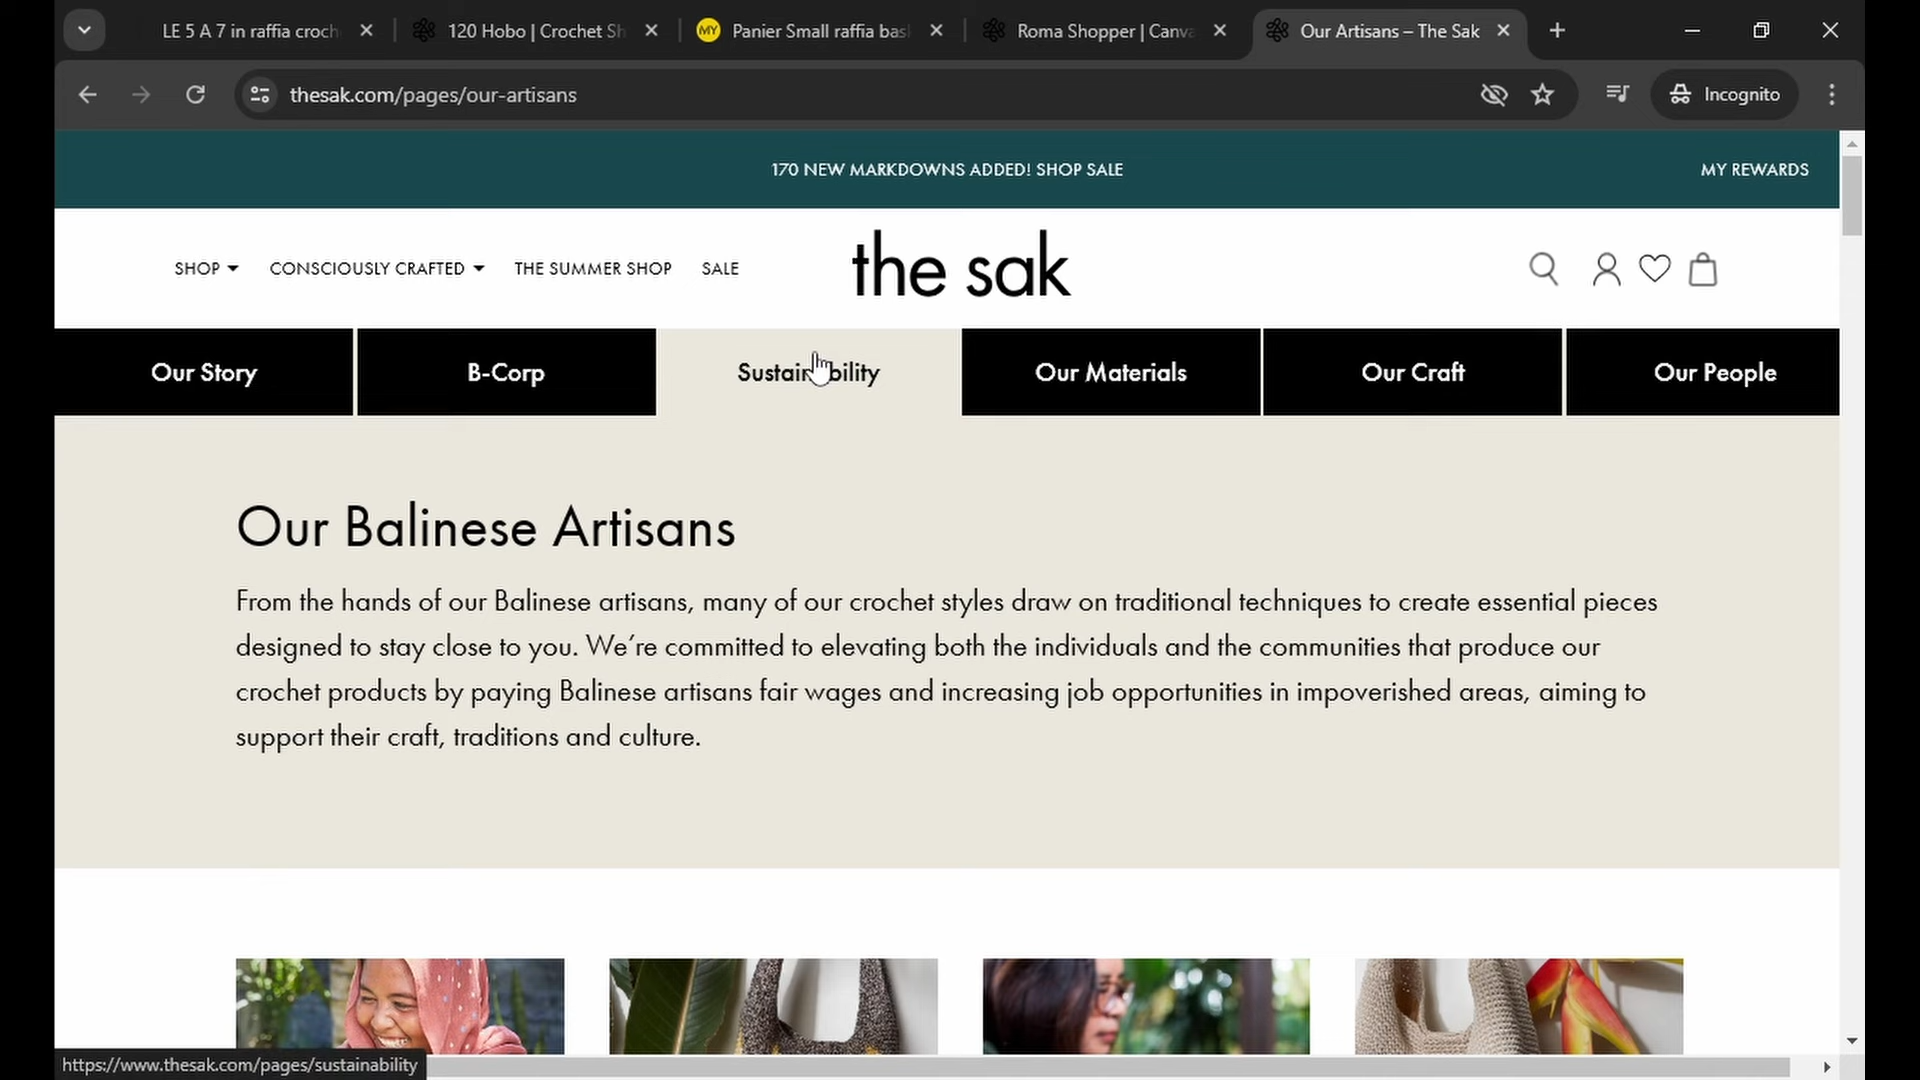 LE 5 A 7 in raffia croch
120 Hobo | Crochet Sh
MY
Panier Small raffia bas
Roma Shopper | Canva
Our Artisans – The Sak
thesak.com/pages/our-artisans
Incognito
170 NEW MARKDOWNS ADDED! SHOP SALE
MY REWARDS
SHOP
CONSCIOUSLY CRAFTED
THE SUMMER SHOP
SALE
the sak
Our Story
B-Corp
Sustainability
Our Materials
Our Craft
Our People
Our Balinese Artisans
From the hands of our Balinese artisans, many of our crochet styles draw on traditional techniques to create essential pieces
designed to stay close to you. We're committed to elevating both the individuals and the communities that produce our
crochet products by paying Balinese artisans fair wages and increasing job opportunities in impoverished areas, aiming to
support their craft, traditions and culture.
https://www.thesak.com/pages/sustainability